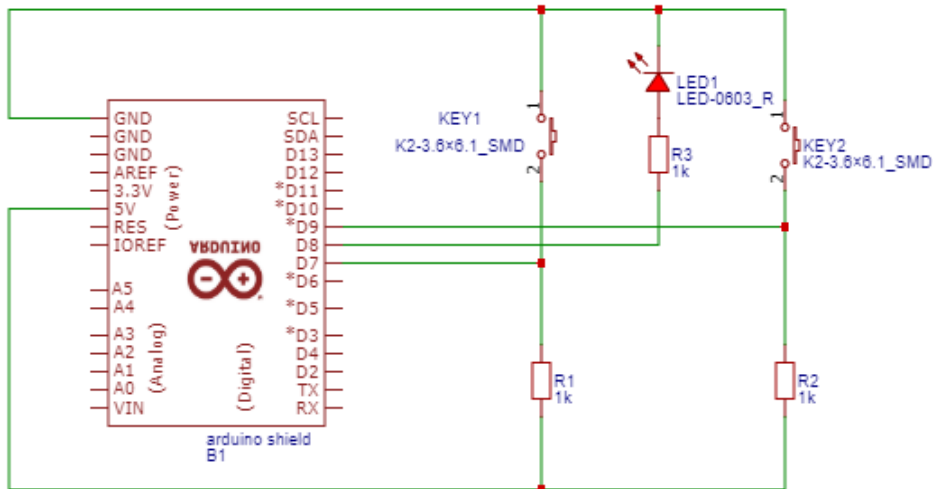 GND
GND
GND
AREF
3.3V
5V
RES
IOREF
A5
A4
A3
A2
A1
A0
VIN
(Power)
(Analog)
ARDUINO
(Digital)
SCL
SDA
D13
D12
*D11
*D10
*D9
D8
D7
*D6
*D5
*D3
D4
D2
TX
RX
arduino shield
B1
KEY1
K2-3.6×6.1_SMD
1
2
LED1
LED-0603_R
R3
1k
1
KEY2
K2-3.6×6.1_SMD
2
R1
1k
R2
1k